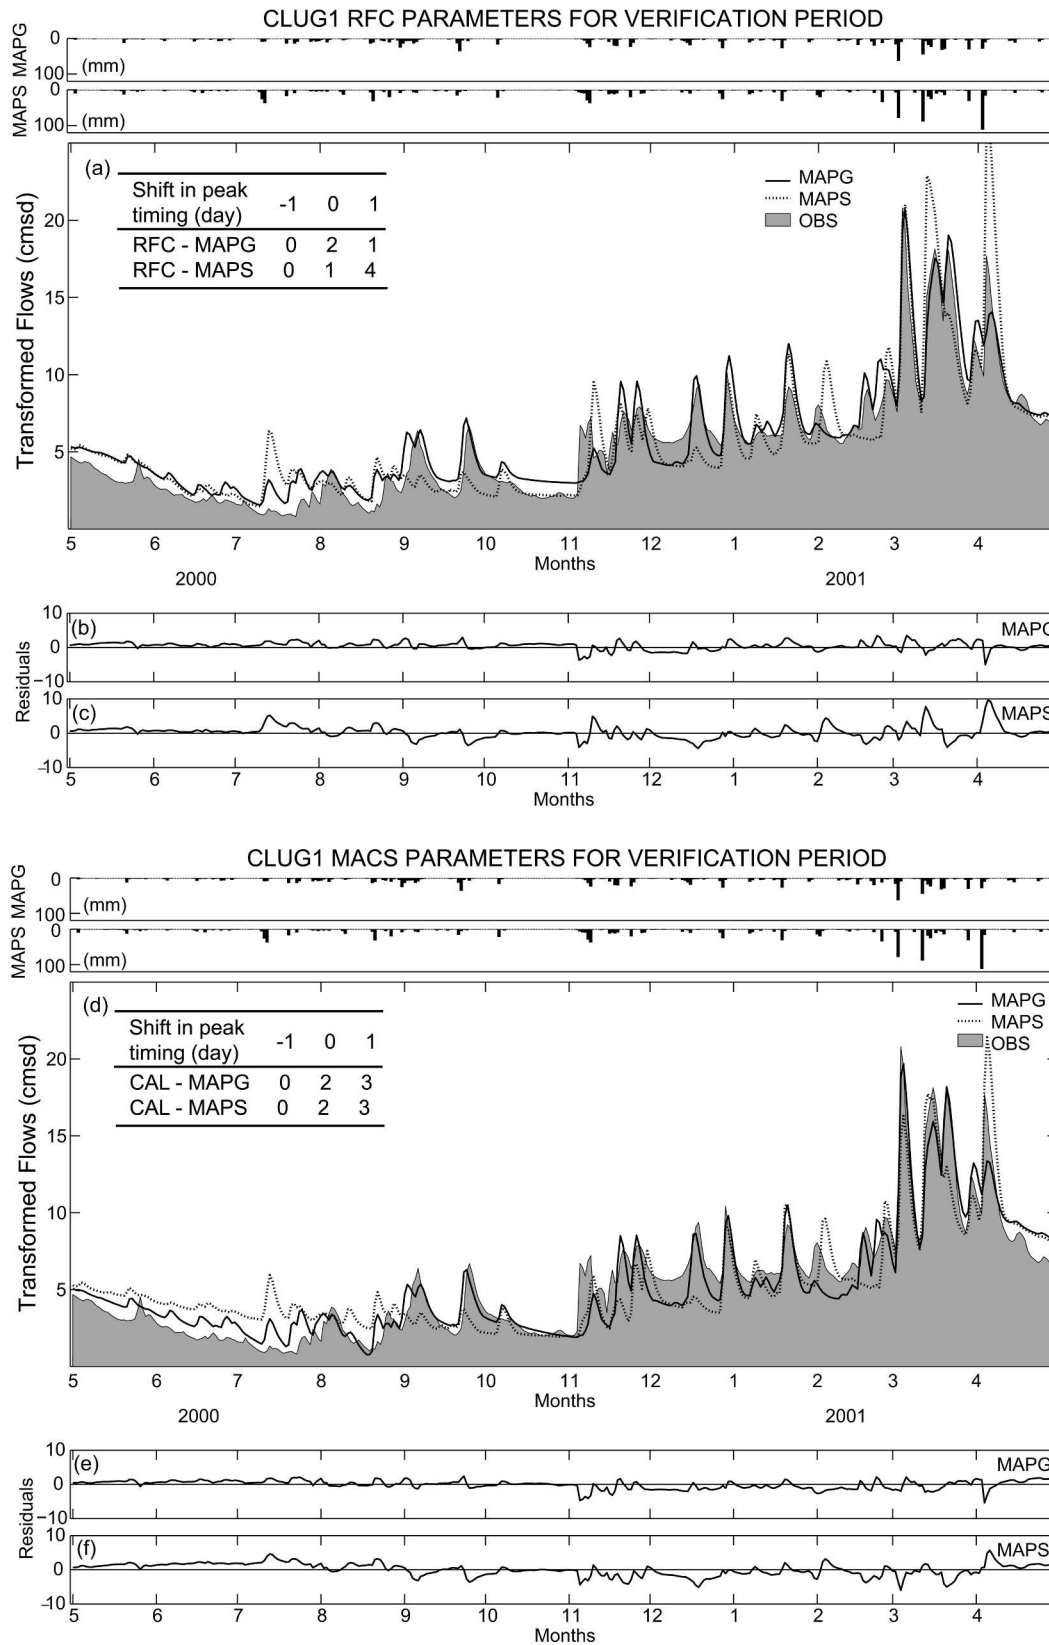 CLUG1 RFC PARAMETERS FOR VERIFICATION PERIOD
MAPG
0
100
(mm)
MAPS
0
100
(mm)
(a)
Shift in peak
timing (day) -1 0 1
RFC - MAPG 0 2 1
RFC - MAPS 0 1 4
MAPG
MAPS
OBS
Transformed Flows (cmsd)
20
15
10
5
5 6 7 8 9 10 11 12 1 2 3 4
Months
2000 2001
Residuals
10
0
−10
(b)
MAPG
10
0
-10
(c)
MAPS
5 6 7 8 9 10 11 12 1 2 3 4
Months
CLUG1 MACS PARAMETERS FOR VERIFICATION PERIOD
MAPG
0
100
(mm)
MAPS
0
100
(mm)
(d)
Shift in peak
timing (day) -1 0 1
CAL - MAPG 0 2 3
CAL - MAPS 0 2 3
MAPG
MAPS
OBS
Transformed Flows (cmsd)
20
15
10
5
5 6 7 8 9 10 11 12 1 2 3 4
Months
2000 2001
Residuals
10
0
−10
(e)
MAPG
10
0
-10
(f)
MAPS
5 6 7 8 9 10 11 12 1 2 3 4
Months